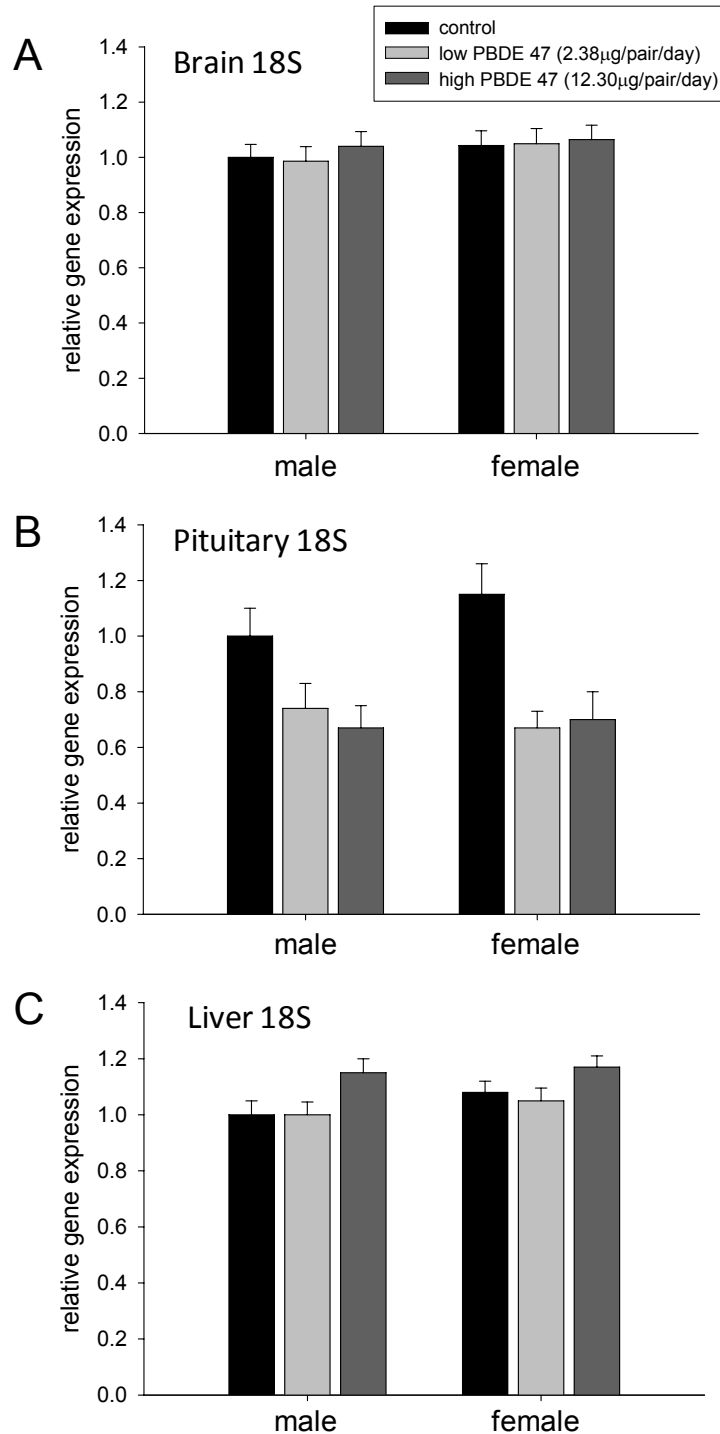 control
low PBDE 47 (2.38μg/pair/day)
high PBDE 47 (12.30μg/pair/day)
A
Brain 18S
relative gene expression
1.4
1.2
1.0
0.8
0.6
0.4
0.2
0.0
male female
B
Pituitary 18S
relative gene expression
1.4
1.2
1.0
0.8
0.6
0.4
0.2
0.0
male female
C
Liver 18S
relative gene expression
1.4
1.2
1.0
0.8
0.6
0.4
0.2
0.0
male female